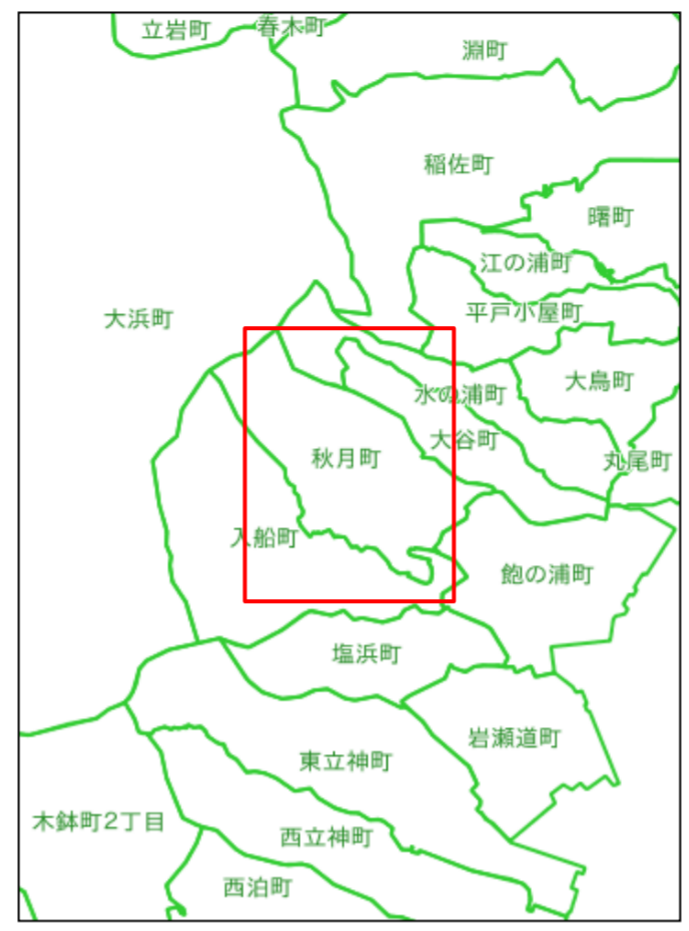 立岩町
春木町
淵町
稲佐町
曙町
江の浦町
大浜町
平戸小屋町
大鳥町
水の浦町
大谷町
秋月町
丸尾町
入船町
飽の浦町
塩浜町
岩瀬道町
東立神町
木鉢町2丁目
西立神町
西泊町